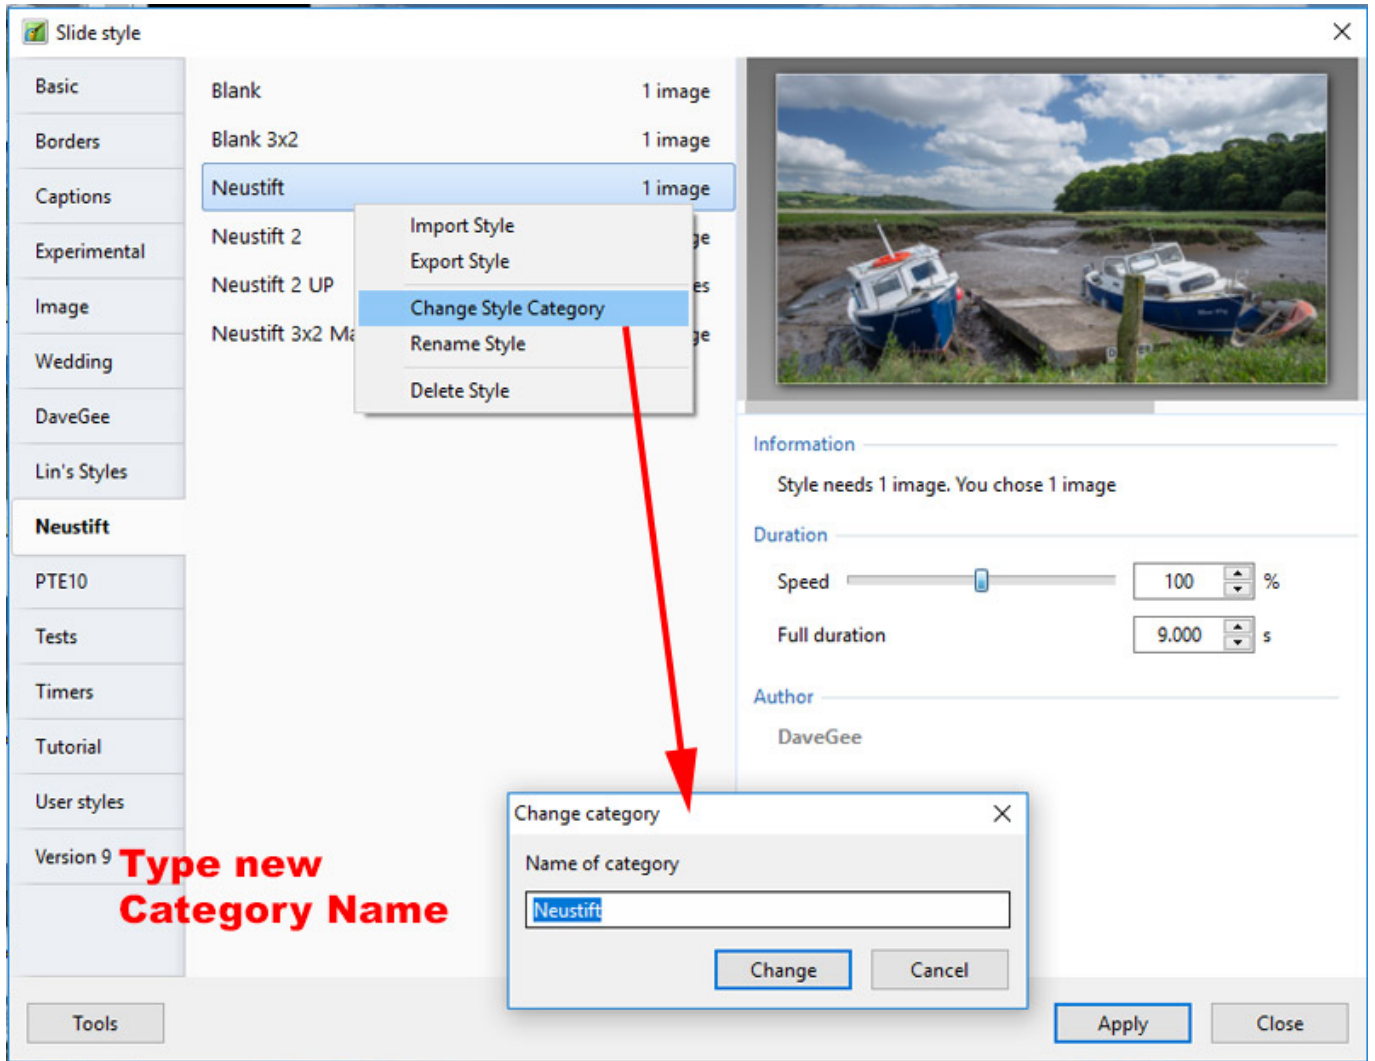 Slide style
Basic
Borders
Captions
Experimental
Image
Wedding
DaveGee
Lin's Styles
Neustift
PTE10
Tests
Timers
Tutorial
User styles
Version 9
Blank 1 image
Blank 3x2 1 image
Neustift 1 image
Neustift 2 ge
Neustift 2 UP es
Neustift 3x2 Ma ge
Import Style
Export Style
Change Style Category
Rename Style
Delete Style
Information
Style needs 1 image. You chose 1 image
Duration
Speed 100 %
Full duration 9.000 s
Author
DaveGee
Type new
Category Name
Change category
Name of category
Neustift
Change Cancel
Tools
Apply Close